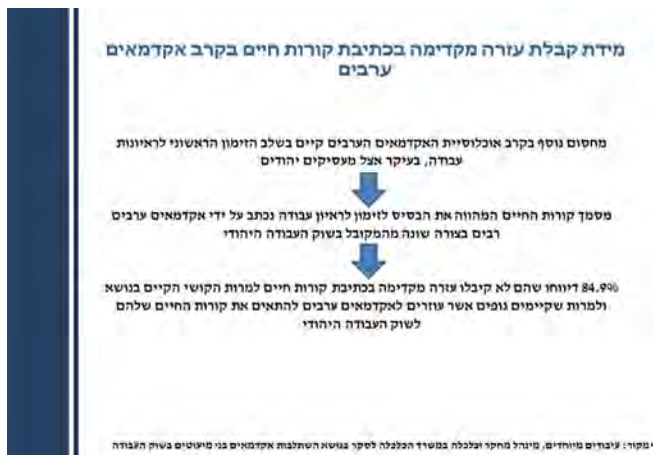 מידת קבלת עזרה מקדימה בכתיבת קורות חיים בקרב אקדמאים
ערבים
מחסום נוסף בקרב אוכלוסיית האקדמאים הערבים קיים בשלב הזימון הראשוני לראיונות
עבודה, בעיקר אצל מעסיקים יהודים
מסמך קורות החיים המהווה את הבסיס לזימון לראיון עבודה נכתב על ידי אקדמאים ערבים
רבים בצורה שונה מהמקובל בשוק העבודה היהודי
84.9% דיווחו שהם לא קיבלו עזרה מקדימה בכתיבת קורות חיים למרות הקושי הקיים בנושא
ולמרות שקיימים גופים אשר עוזרים לאקדמאים ערבים להתאים את קורות החיים שלהם
לשוק העבודה היהודי
מקור: עיבודים מיוחדים, מינהל מחקר וכלכלה במשרד הכלכלה לסקר בנושא השתלבות אקדמאים בני מיעוטים בשוק העבודה